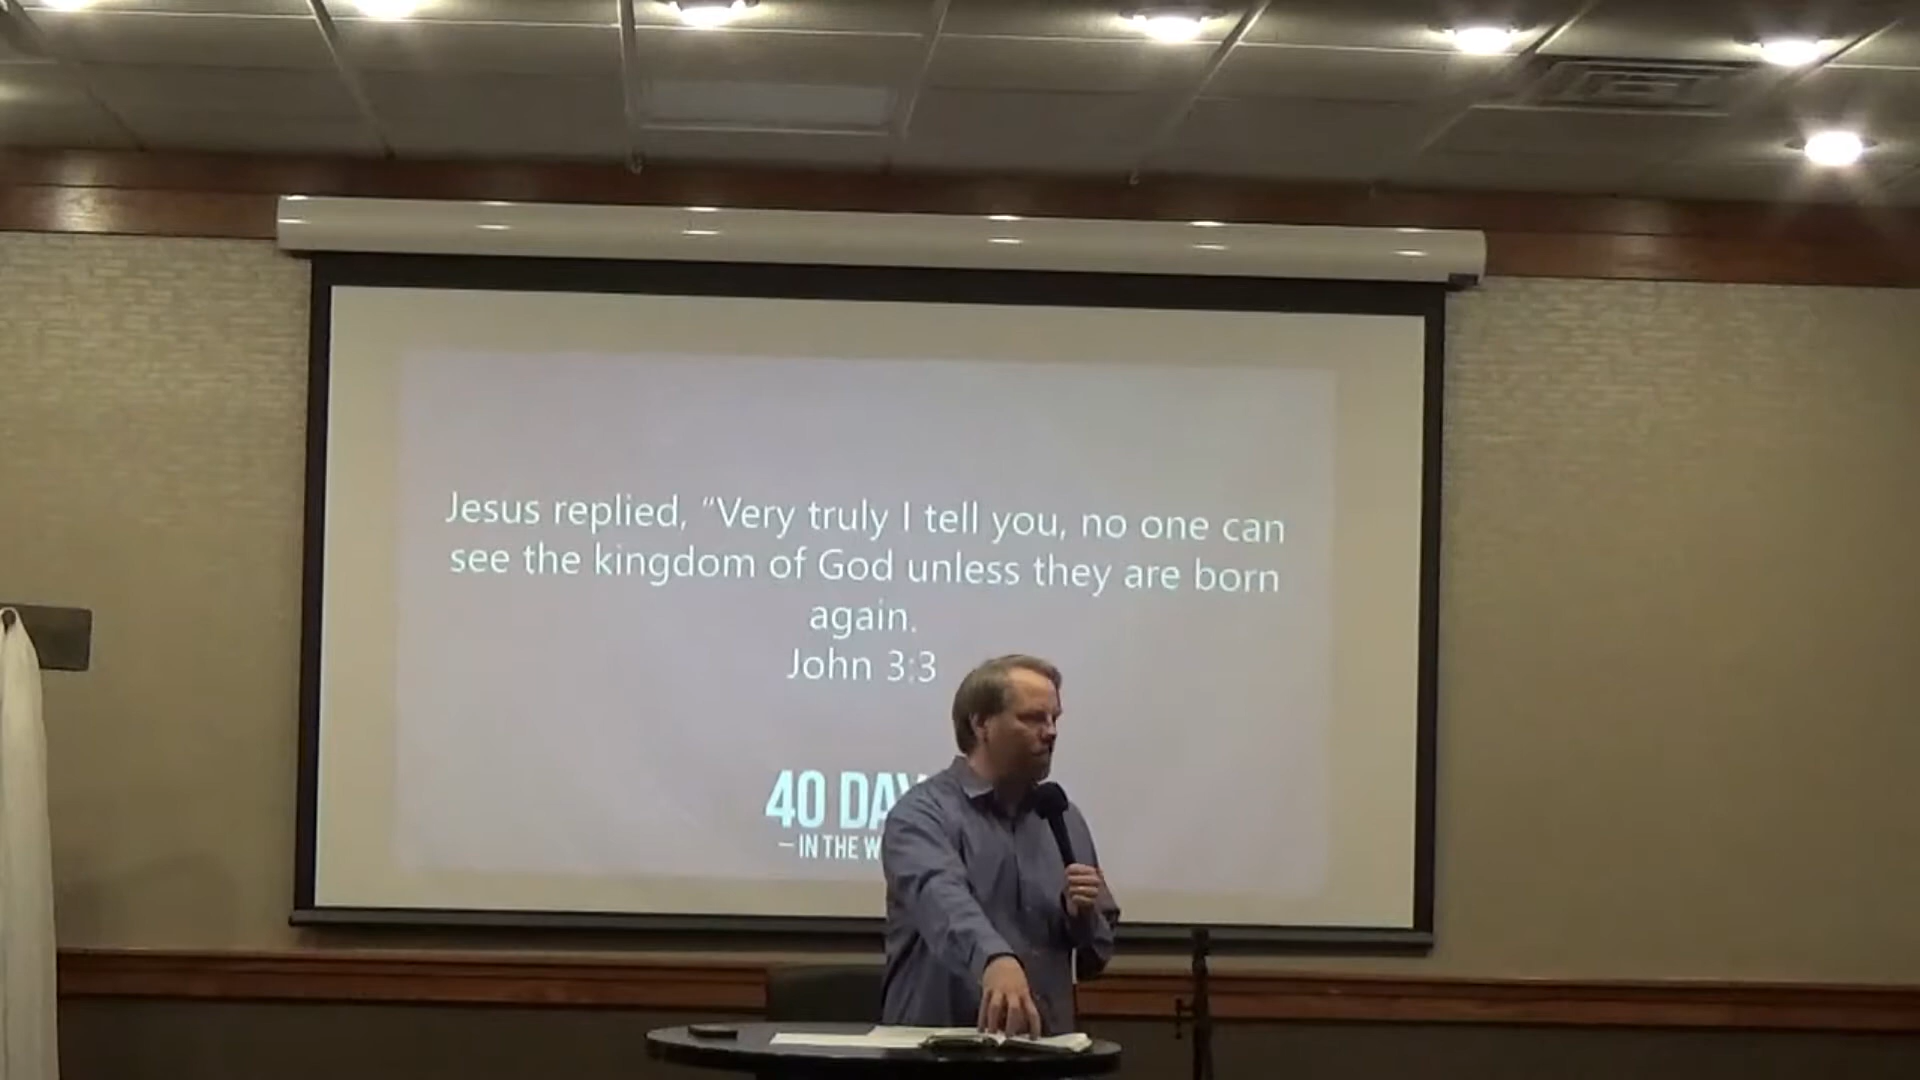 Jesus replied, “Very truly I tell you, no one can
see the kingdom of God unless they are born
again.
John 3:3
40 DAY
— IN THE W